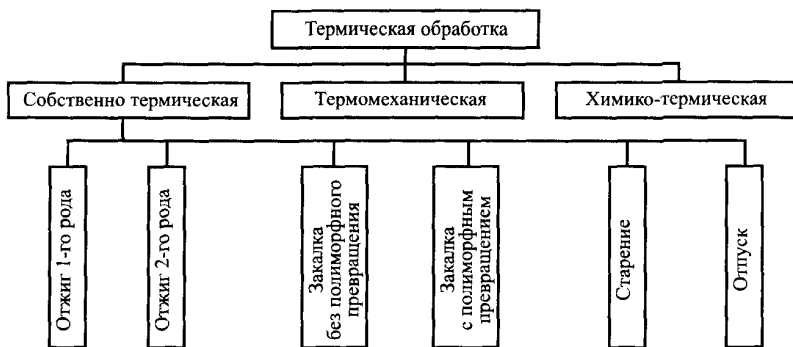 Термическая обработка
Собственно термическая
Термомеханическая
Химико-термическая
Отжиг 1-го рода
Отжиг 2-го рода
Закалка
без полиморфного
превращения
Закалка
с полиморфным
превращением
Старение
Отпуск